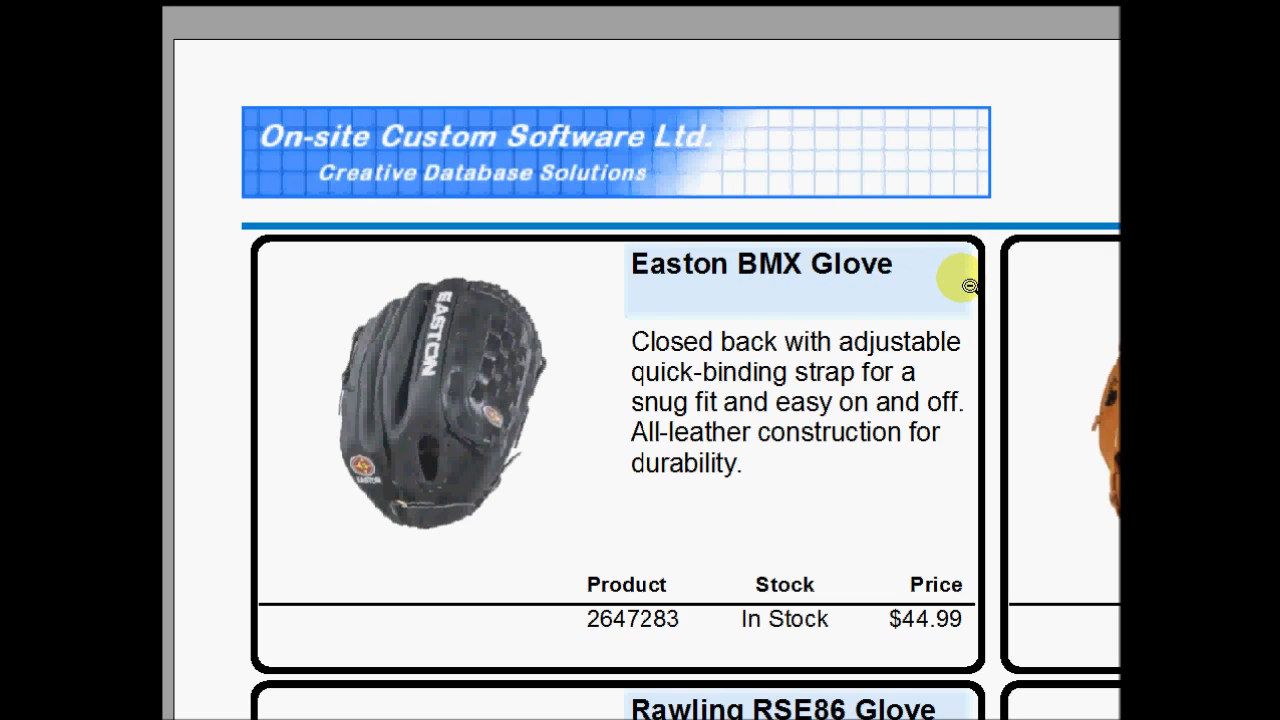 On-site Custom Software Ltd.
Creative Database Solutions
Easton BMX Glove
EASTON
Closed back with adjustable
quick-binding strap for a
snug fit and easy on and off.
All-leather construction for
durability.
EASTON
Product Stock Price
2647283 In Stock $44.99
Rawling RSE86 Glove